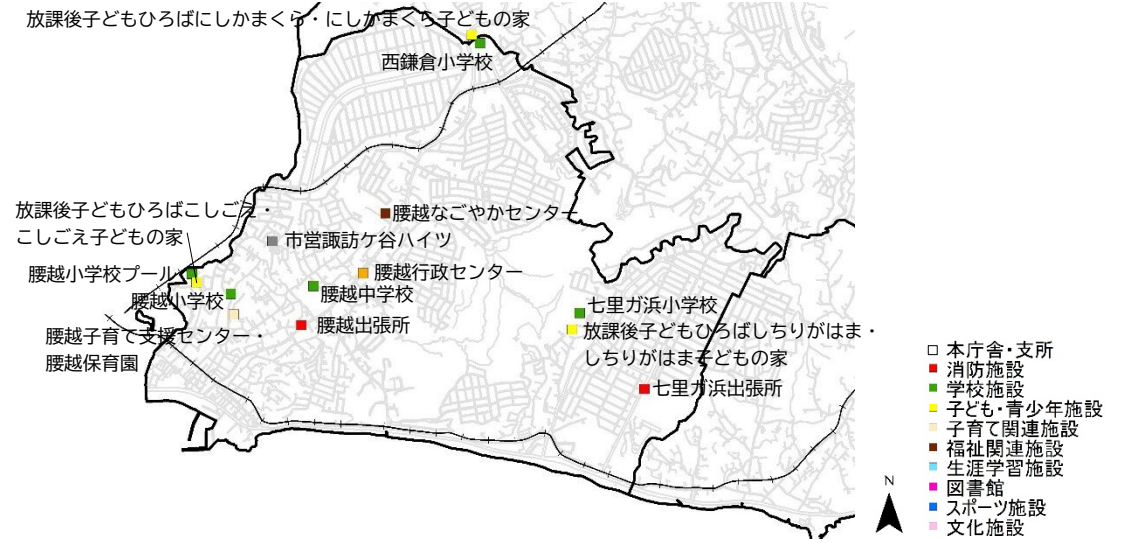 放課後子どもひろばにしかまくら・にしかまくら子どもの家
西鎌倉小学校
放課後子どもひろばこしごえ・
こしごえ子どもの家
腰越なごやかセンター
市営諏訪ケ谷ハイツ
腰越小学校プール
腰越行政センター
腰越小学校
腰越中学校
七里ガ浜小学校
腰越出張所
腰越子育て支援センター・
腰越保育園
放課後子どもひろばしちりがはま・
しちりがはま子どもの家
七里ガ浜出張所
本庁舎・支所
消防施設
学校施設
子ども・青少年施設
子育て関連施設
福祉関連施設
生涯学習施設
図書館
スポーツ施設
文化施設
N